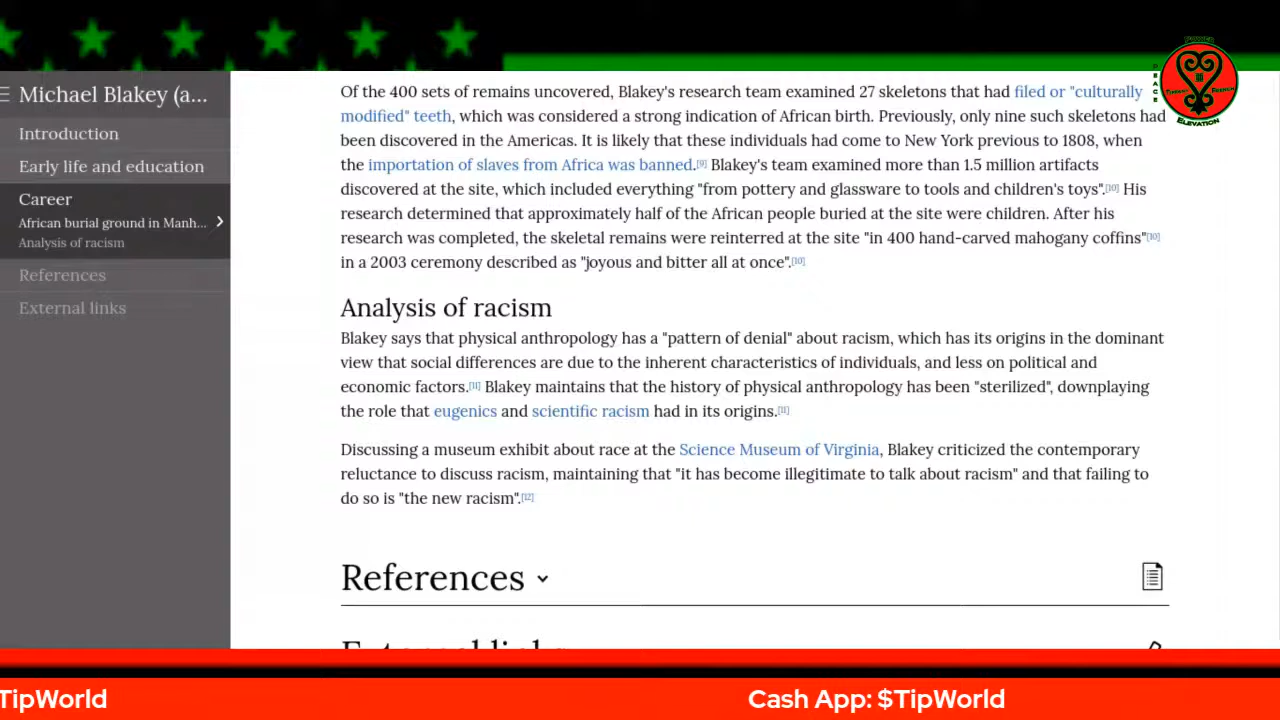 Michael Blakey (a...
Introduction
Early life and education
Career
African burial ground in Manh...
Analysis of racism
References
External links
Of the 400 sets of remains uncovered, Blakey's research team examined 27 skeletons that had filed or "culturally
modified" teeth, which was considered a strong indication of African birth. Previously, only nine such skeletons had
been discovered in the Americas. It is likely that these individuals had come to New York previous to 1808, when
the importation of slaves from Africa was banned.[9] Blakey's team examined more than 1.5 million artifacts
discovered at the site, which included everything "from pottery and glassware to tools and children's toys".[10] His
research determined that approximately half of the African people buried at the site were children. After his
research was completed, the skeletal remains were reinterred at the site "in 400 hand-carved mahogany coffins"[10]
in a 2003 ceremony described as "joyous and bitter all at once".[10]
Analysis of racism
Blakey says that physical anthropology has a "pattern of denial" about racism, which has its origins in the dominant
view that social differences are due to the inherent characteristics of individuals, and less on political and
economic factors.[11] Blakey maintains that the history of physical anthropology has been "sterilized", downplaying
the role that eugenics and scientific racism had in its origins.[11]
Discussing a museum exhibit about race at the Science Museum of Virginia, Blakey criticized the contemporary
reluctance to discuss racism, maintaining that "it has become illegitimate to talk about racism" and that failing to
do so is "the new racism".[12]
References
External links
POWER
PEACE
ELEVATION
TipWorld
Cash App: $TipWorld